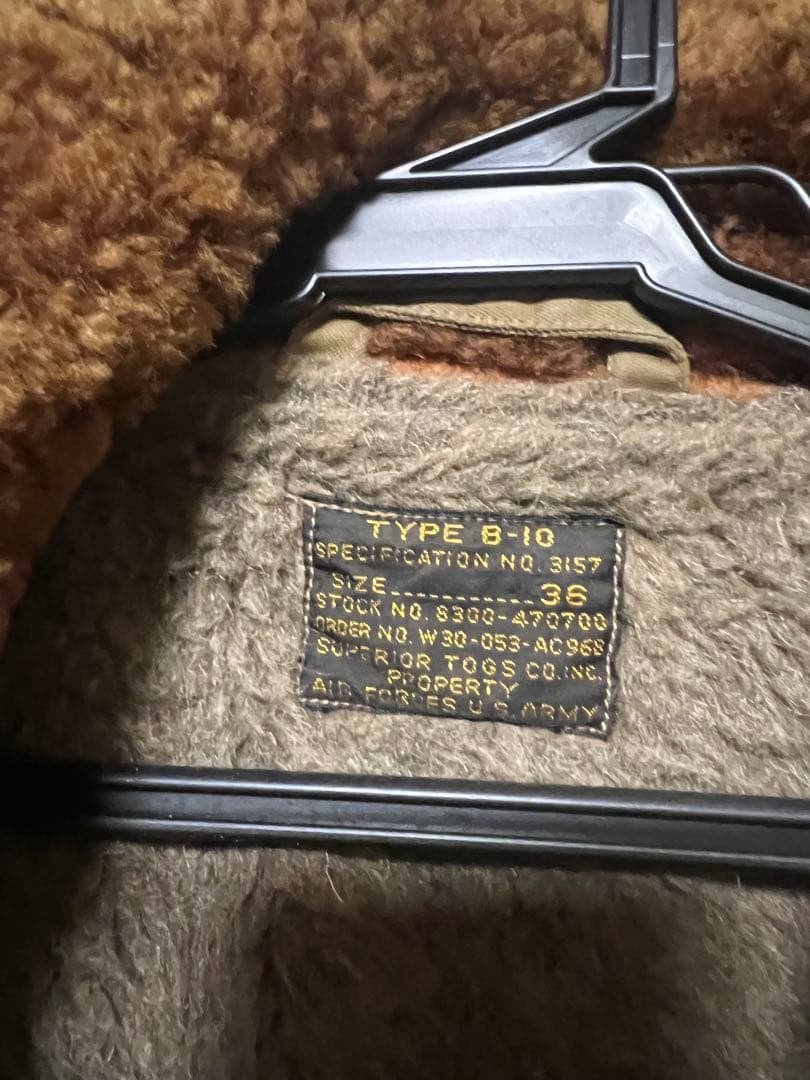 TYPE B-10
SPECIFICATION NO. 3157
SIZE............36
STOCK NO. 8300-470700
ORDER NO. W30-053-AC968
SUPERIOR TOGS CO. INC.
PROPERTY
AIR FORCES U.S. ARMY